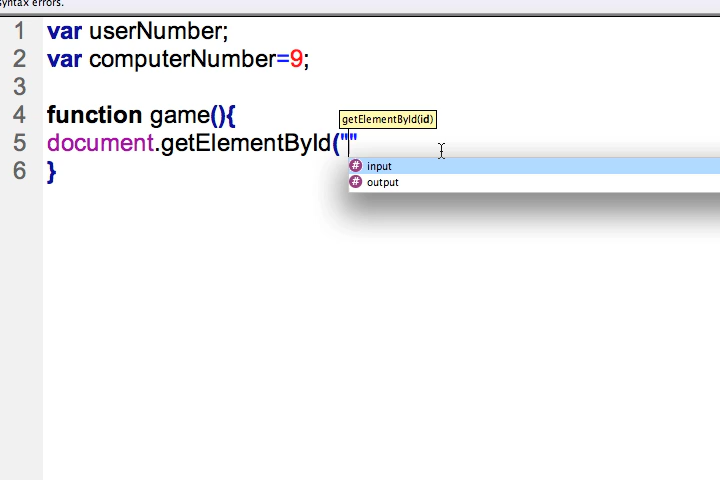 syntax errors.
1 var userNumber;
2 var computerNumber=9;
3
4 function game(){
getElementById(id)
5 document.getElementById(""
# input
6 }
# output